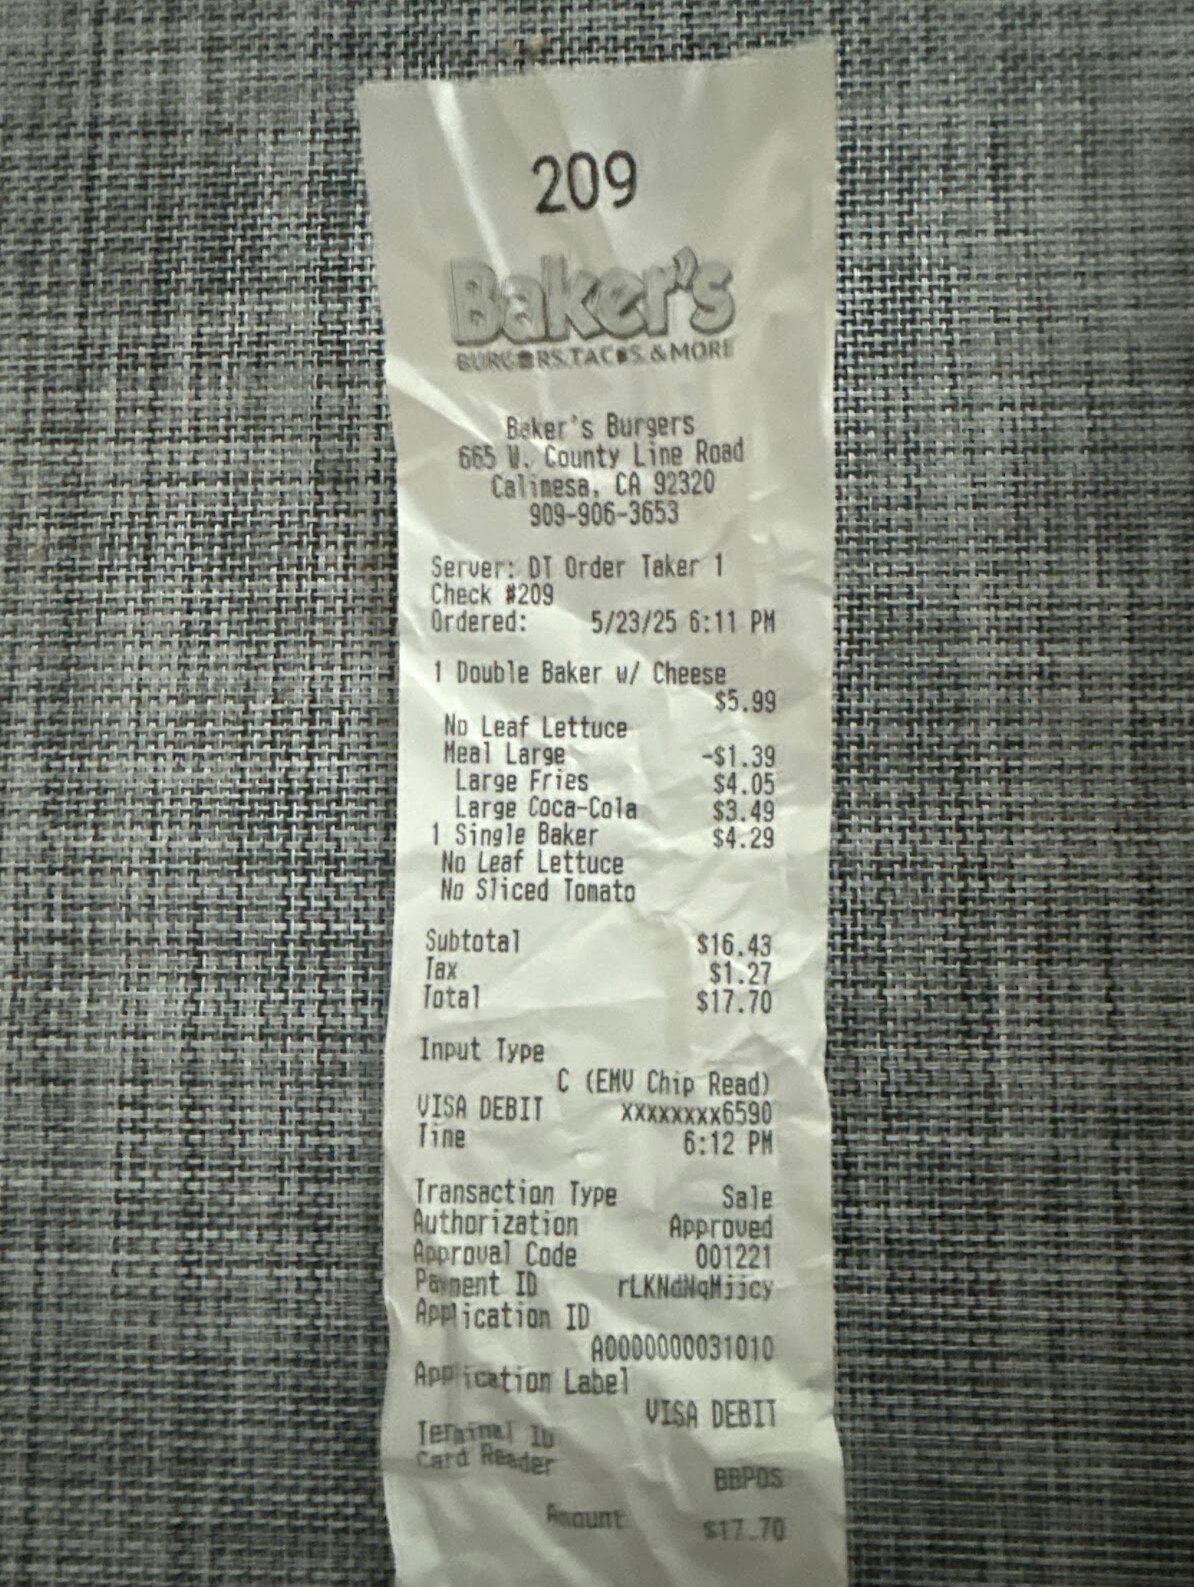 209
Baker's
BURGERS, TACOS, & MORE
Baker's Burgers
665 W. County Line Road
Calimesa, CA 92320
909-906-3653
Server: DT Order Taker 1
Check #209
Ordered: 5/23/25 6:11 PM
1 Double Baker w/ Cheese
$5.99
No Leaf Lettuce
Meal Large -$1.39
Large Fries $4.05
Large Coca-Cola $3.49
1 Single Baker $4.29
No Leaf Lettuce
No Sliced Tomato
Subtotal $16.43
Tax $1.27
Total $17.70
Input Type
C (EMV Chip Read)
VISA DEBIT xxxxxxxx6590
Time 6:12 PM
Transaction Type Sale
Authorization Approved
Approval Code 001221
Payment ID rLKNdNqMjjcy
Application ID
A0000000031010
Application Label
VISA DEBIT
Terminal ID
Card Reader
BBPOS
Amount $17.70